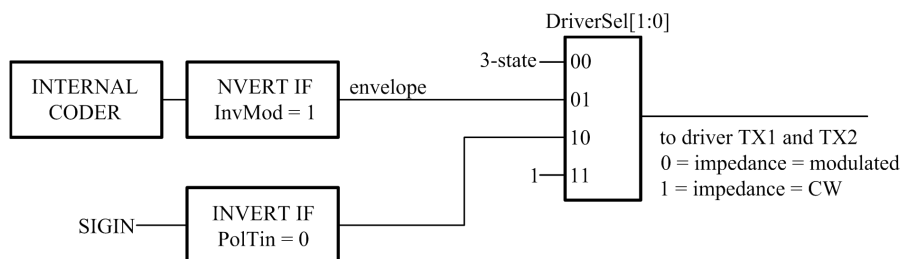 DriverSel[1:0]
3-state
00
INTERNAL
CODER
NVERT IF
InvMod = 1
envelope
01
10
1
11
to driver TX1 and TX2
0 = impedance = modulated
1 = impedance = CW
SIGIN
INVERT IF
PolTin = 0